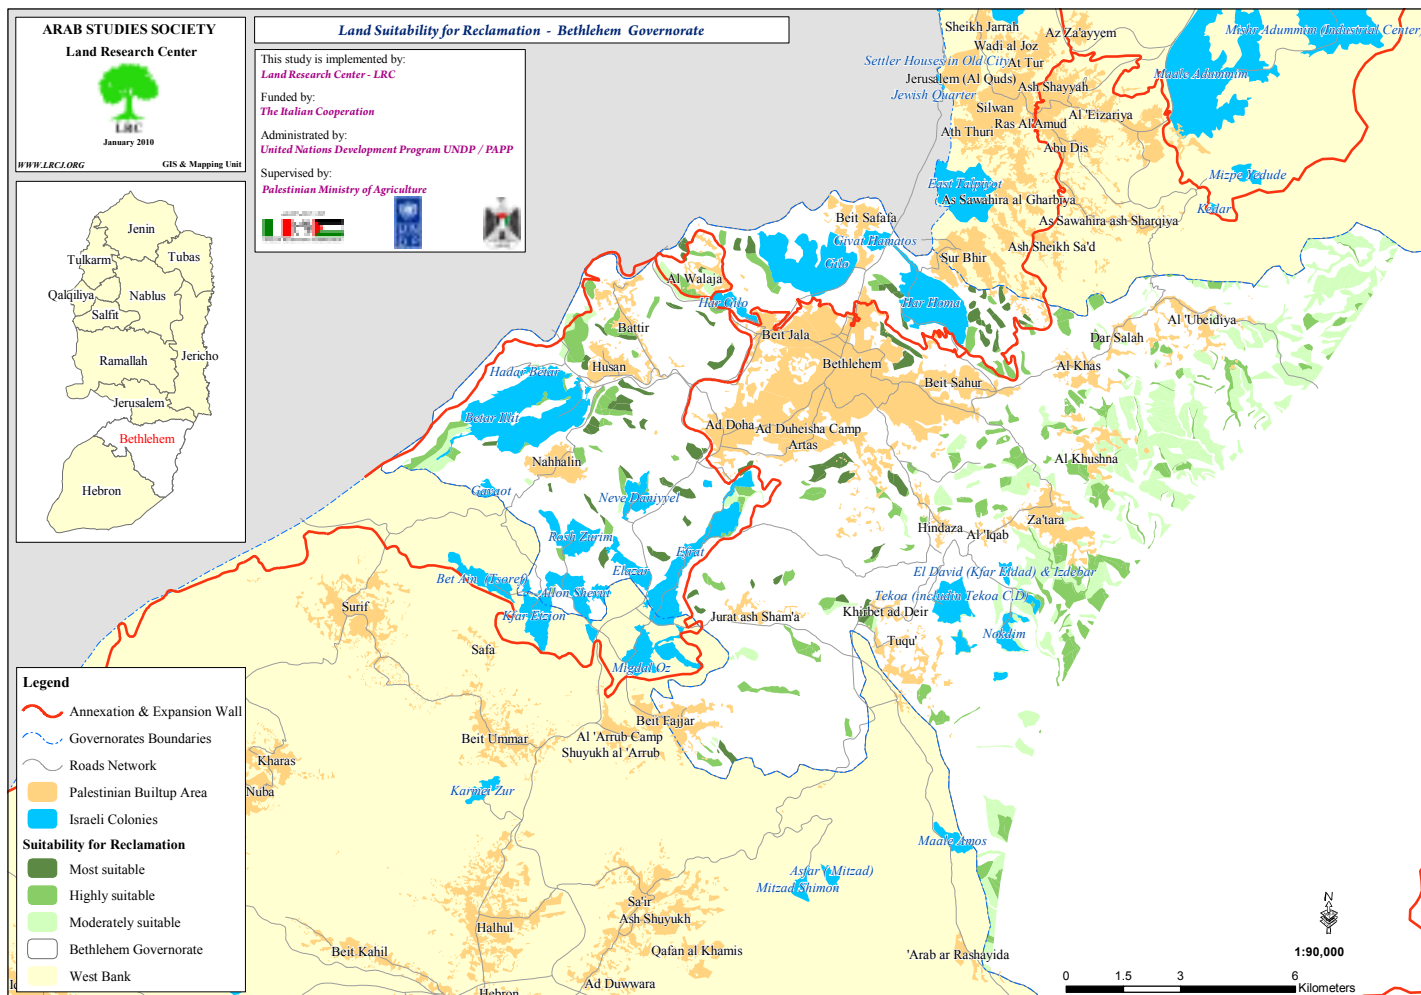 ARAB STUDIES SOCIETY
Land Research Center
LRC
January 2010
WWW.LRCJ.ORG
GIS & Mapping Unit
Land Suitability for Reclamation - Bethlehem Governorate
This study is implemented by:
Land Research Center - LRC
Funded by:
The Italian Cooperation
Administrated by:
United Nations Development Program UNDP / PAPP
Supervised by:
Palestinian Ministry of Agriculture
Jenin
Tulkarm
Tubas
Qalqiliya
Nablus
Salfit
Ramallah
Jericho
Jerusalem
Bethlehem
Hebron
Sheikh Jarrah
Az Za'ayyem
Mishr Adummim (Industrial Center)
Wadi al Joz
Settler Houses in Old City
At Tur
Maale Adummim
Jerusalem (Al Quds)
Ash Shayyah
Jewish Quarter
Silwan
Al 'Eizariya
Ras Al'Amud
Ath Thuri
Abu Dis
Mizpe Yedude
East Talpiyot
As Sawahira al Gharbiya
Kedar
Beit Safafa
As Sawahira ash Sharqiya
Givat Hamatos
Ash Sheikh Sa'd
Gilo
Sur Bhir
Al Walaja
Har Gilo
Har Homa
Al 'Ubeidiya
Battir
Beit Jala
Dar Salah
Husan
Bethlehem
Al Khas
Hadar Betar
Beit Sahur
Betar Illit
Ad Doha
Ad Duheisha Camp
Artas
Nahhalin
Al Khushna
Gavaot
Neve Daniyyel
Za'tara
Hindaza
Al 'Iqab
Rosh Zurim
Efrat
Elazar
El David (Kfar Eldad) & Izdebar
Bet Ain (Tsoref)
Allon Shevut
Tekoa (includin Tekoa C,D)
Surif
Kfar Etzion
Jurat ash Sham'a
Khirbet ad Deir
Nokdim
Safa
Tuqu'
Migdal Oz
Beit Fajjar
Beit Ummar
Al 'Arrub Camp
Shuyukh al 'Arrub
Kharas
Nuba
Karmei Zur
Maale Amos
Asfar (Mitzad)
Mitzad Shimon
Sa'ir
Ash Shuyukh
Halhul
Beit Kahil
Qafan al Khamis
'Arab ar Rashayida
Ad Duwwara
Hebron
Legend
Annexation & Expansion Wall
Governorates Boundaries
Roads Network
Palestinian Builtup Area
Israeli Colonies
Suitability for Reclamation
Most suitable
Highly suitable
Moderately suitable
Bethlehem Governorate
West Bank
N
1:90,000
0 1.5 3 6
Kilometers